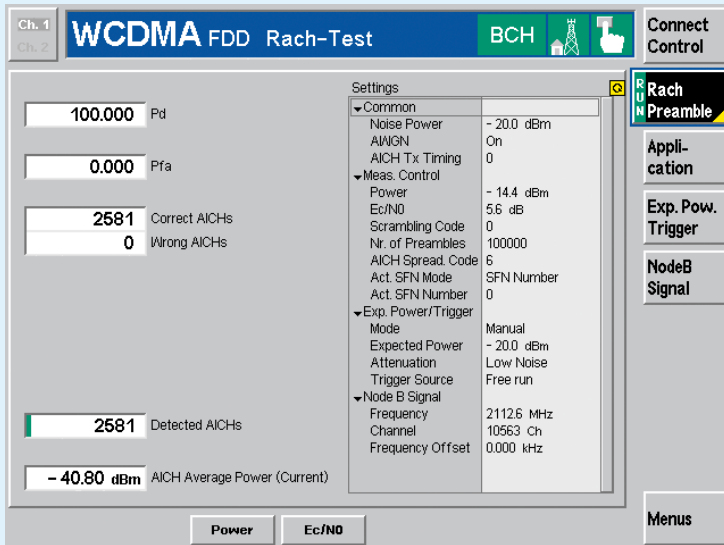 Ch. 1
Ch. 2
WCDMA FDD Rach-Test
BCH
Connect Control
100.000 Pd
0.000 Pfa
2581 Correct AICHs
0 Wrong AICHs
2581 Detected AICHs
- 40.80 dBm AICH Average Power (Current)
Settings
Common
Noise Power - 20.0 dBm
AWGN On
AICH Tx Timing 0
Meas. Control
Power - 14.4 dBm
Ec/N0 5.6 dB
Scrambling Code 0
Nr. of Preambles 100000
AICH Spread. Code 6
Act. SFN Mode SFN Number
Act. SFN Number 0
Exp. Power/Trigger
Mode Manual
Expected Power - 20.0 dBm
Attenuation Low Noise
Trigger Source Free run
Node B Signal
Frequency 2112.6 MHz
Channel 10563 Ch
Frequency Offset 0.000 kHz
RUN
Rach
Preamble
Appli-
cation
Exp. Pow.
Trigger
NodeB
Signal
Menus
Power
Ec/N0